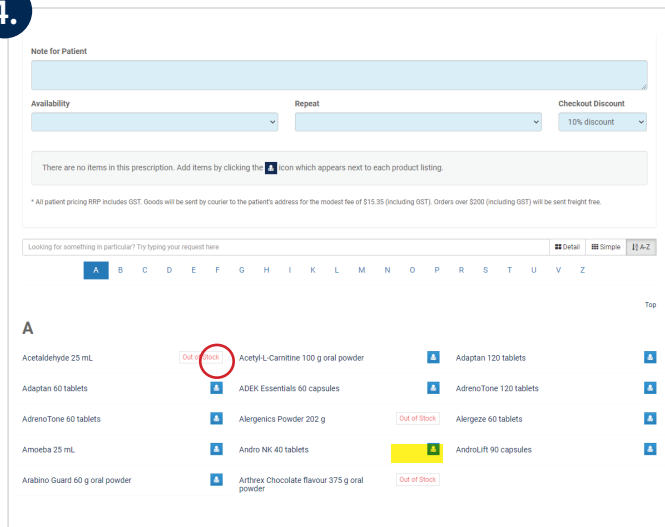 4.
Note for Patient
Availability Repeat Checkout Discount
10% discount
There are no items in this prescription. Add items by clicking the icon which appears next to each product listing.
* All patient pricing RRP includes GST. Goods will be sent by courier to the patient's address for the modest fee of $15.35 (including GST). Orders over $200 (including GST) will be sent freight free.
Looking for something in particular? Try typing your request here Detail Simple A-Z
A B C D E F G H I K L M N O P R S T U V Z
Top
A
Acetaldehyde 25 mL Out of Stock Acetyl-L-Carnitine 100 g oral powder Adaptan 120 tablets
Adaptan 60 tablets ADEK Essentials 60 capsules AdrenoTone 120 tablets
AdrenoTone 60 tablets Alergenics Powder 202 g Out of Stock Alergeze 60 tablets
Amoeba 25 mL Andro NK 40 tablets AndroLift 90 capsules
Arabino Guard 60 g oral powder Arthrex Chocolate flavour 375 g oral Out of Stock
powder